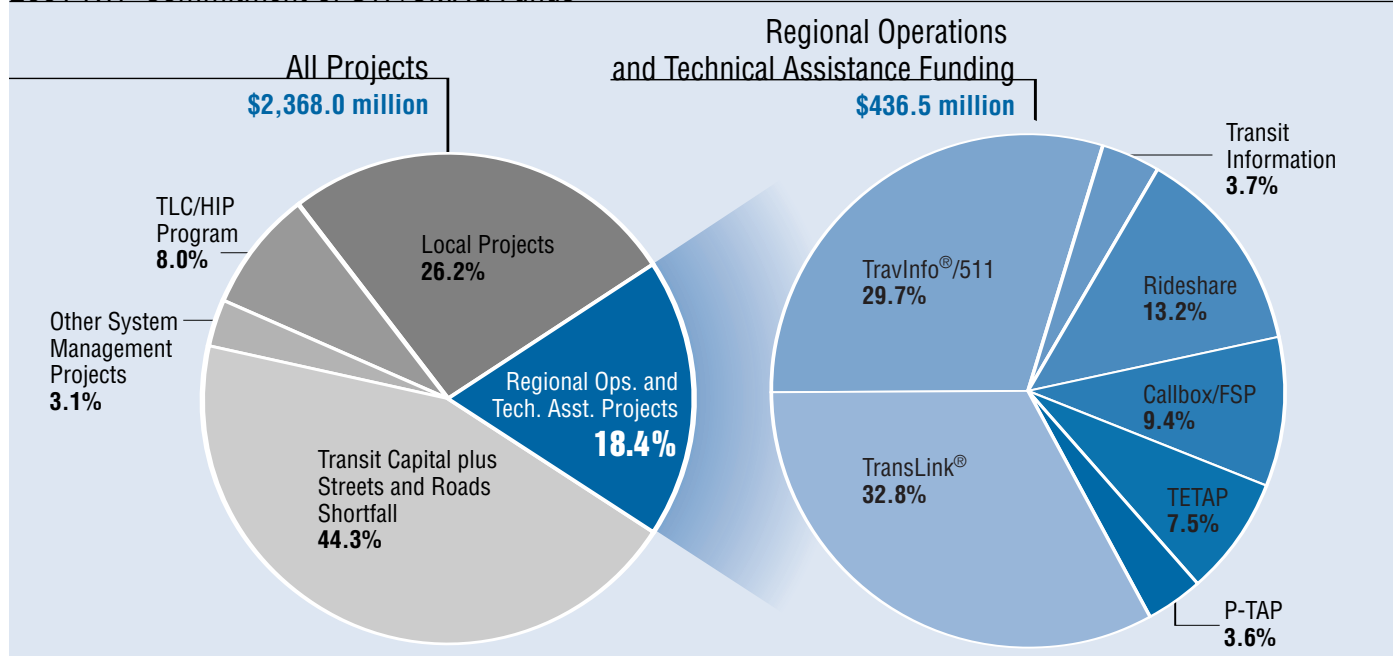 All Projects
$2,368.0 million
Regional Operations
and Technical Assistance Funding
$436.5 million
TLC/HIP
Program
8.0%
Local Projects
26.2%
Other System
Management
Projects
3.1%
Regional Ops. and
Tech. Asst. Projects
18.4%
Transit Capital plus
Streets and Roads
Shortfall
44.3%
Transit
Information
3.7%
TravInfo®/511
29.7%
Rideshare
13.2%
Callbox/FSP
9.4%
TransLink®
32.8%
TETAP
7.5%
P-TAP
3.6%